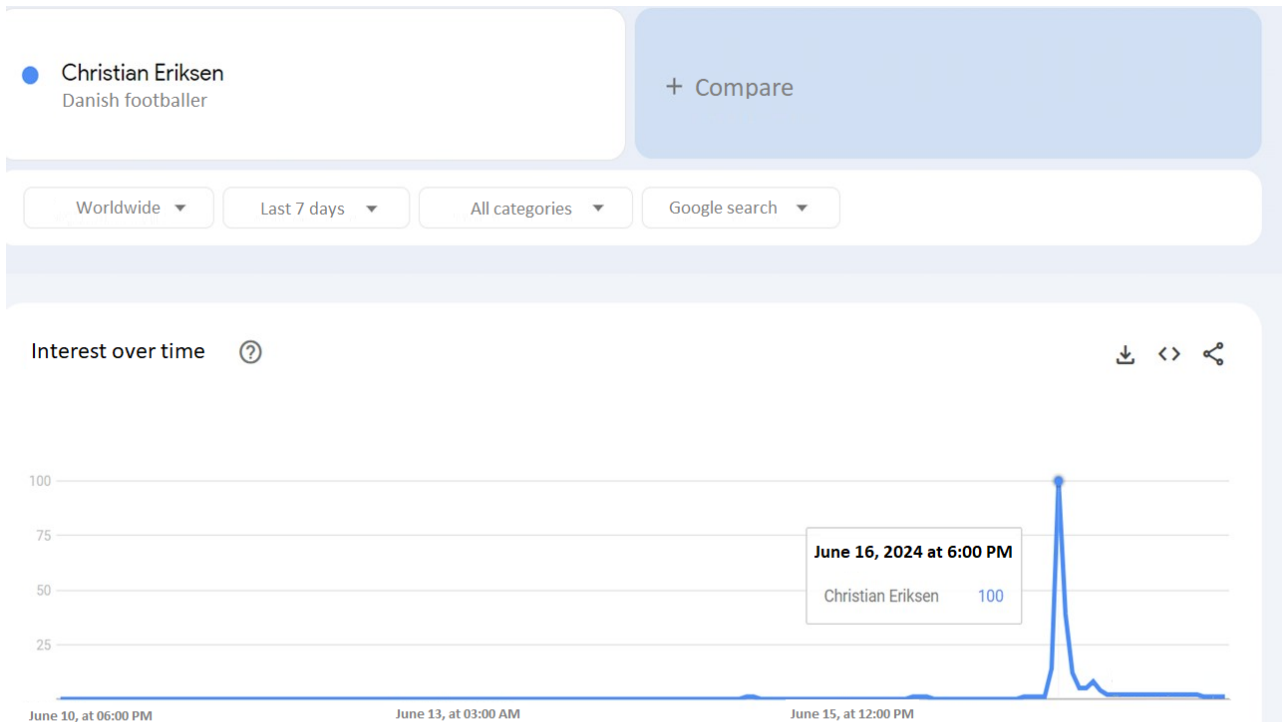 Christian Eriksen
Danish footballer
+ Compare
Worldwide
Last 7 days
All categories
Google search
Interest over time
?
100
75
50
25
June 16, 2024 at 6:00 PM
Christian Eriksen 100
June 10, at 06:00 PM
June 13, at 03:00 AM
June 15, at 12:00 PM